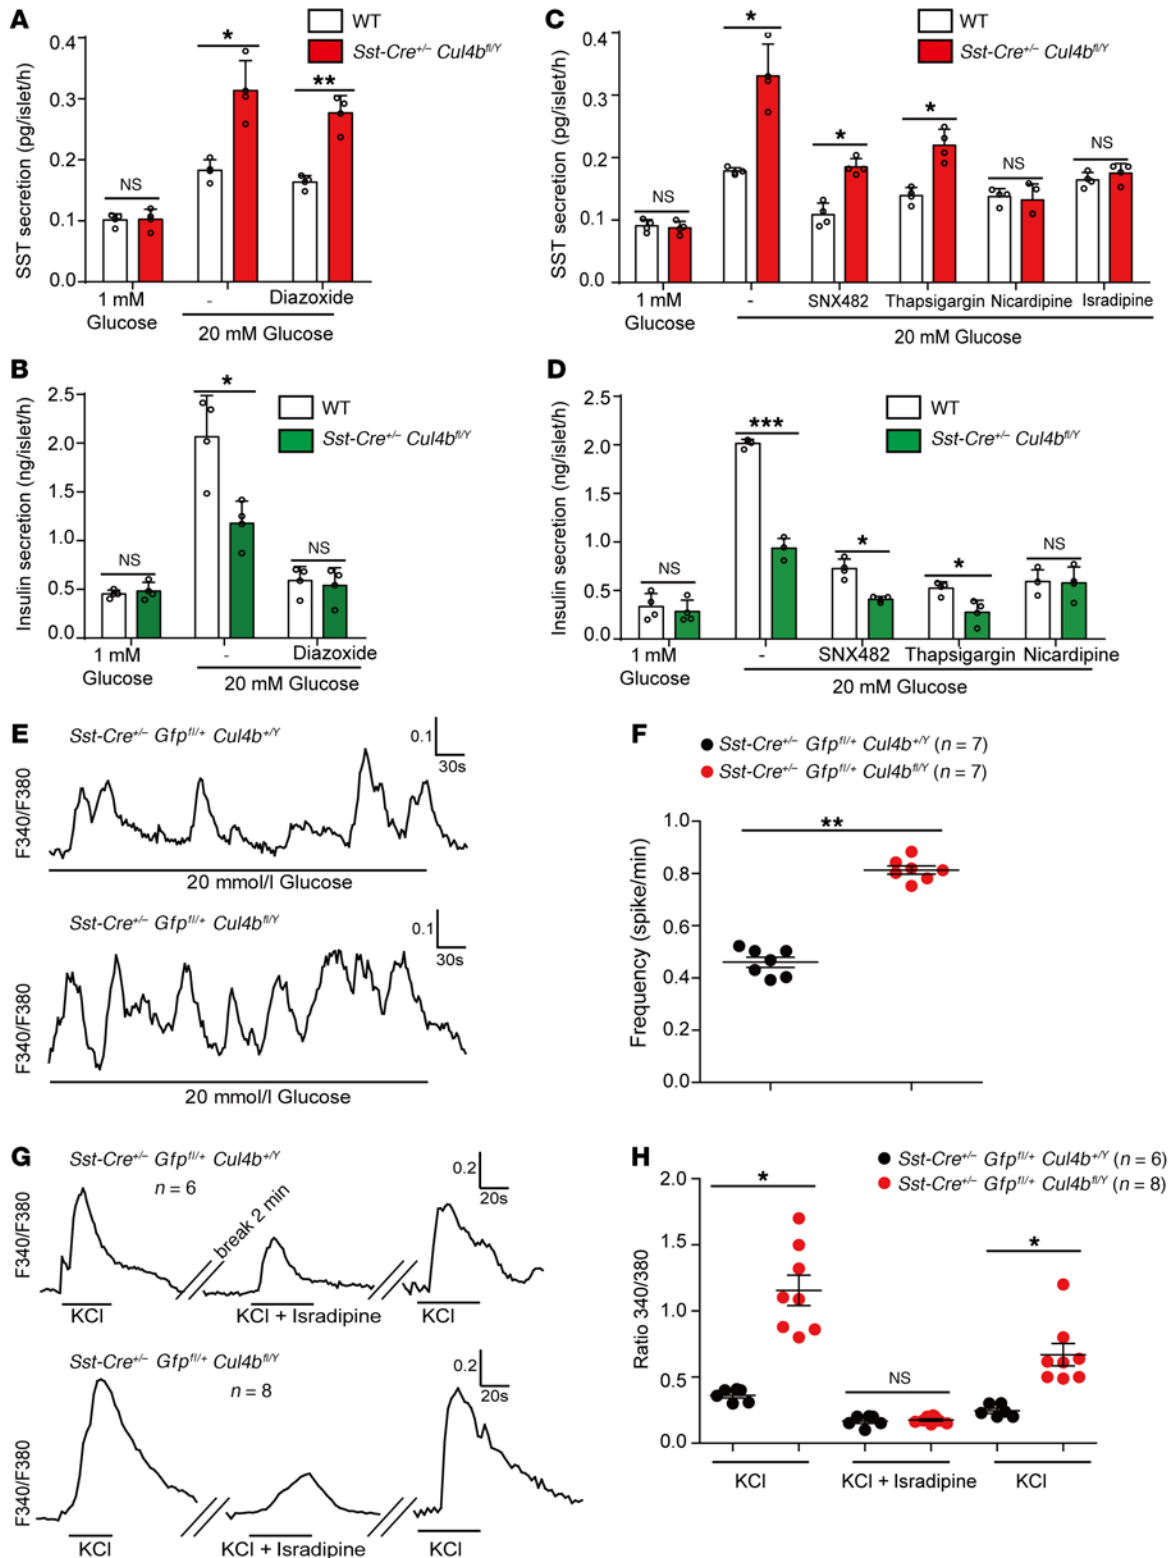 A
WT
Sst-Cre+/– Cul4bfl/Y
SST secretion (pg/islet/h)
0.4
0.3
0.2
0.1
0.0
NS
*
**
1 mM
Glucose
-
Diazoxide
20 mM Glucose
C
WT
Sst-Cre+/– Cul4bfl/Y
SST secretion (pg/islet/h)
0.4
0.3
0.2
0.1
0.0
NS
*
*
*
NS
NS
1 mM
Glucose
-
SNX482
Thapsigargin
Nicardipine
Isradipine
20 mM Glucose
B
WT
Sst-Cre+/– Cul4bfl/Y
Insulin secretion (ng/islet/h)
2.5
2.0
1.5
1.0
0.5
0.0
NS
*
NS
1 mM
Glucose
-
Diazoxide
20 mM Glucose
D
WT
Sst-Cre+/– Cul4bfl/Y
Insulin secretion (ng/islet/h)
2.5
2.0
1.5
1.0
0.5
0.0
NS
***
*
*
NS
1 mM
Glucose
-
SNX482
Thapsigargin
Nicardipine
20 mM Glucose
E
Sst-Cre+/– Gfpfl/+ Cul4b+/Y
0.1
30s
F340/F380
20 mmol/l Glucose
Sst-Cre+/– Gfpfl/+ Cul4bfl/Y
0.1
30s
F340/F380
20 mmol/l Glucose
F
Sst-Cre+/– Gfpfl/+ Cul4b+/Y (n = 7)
Sst-Cre+/– Gfpfl/+ Cul4bfl/Y (n = 7)
Frequency (spike/min)
1.0
0.8
0.6
0.4
0.2
0.0
**
G
Sst-Cre+/– Gfpfl/+ Cul4b+/Y
n = 6
0.2
20s
F340/F380
break 2 min
KCl
KCl + Isradipine
KCl
Sst-Cre+/– Gfpfl/+ Cul4bfl/Y
n = 8
0.2
20s
F340/F380
KCl
KCl + Isradipine
KCl
H
Sst-Cre+/– Gfpfl/+ Cul4b+/Y (n = 6)
Sst-Cre+/– Gfpfl/+ Cul4bfl/Y (n = 8)
Ratio 340/380
2.0
1.5
1.0
0.5
0.0
*
NS
*
KCl
KCl + Isradipine
KCl